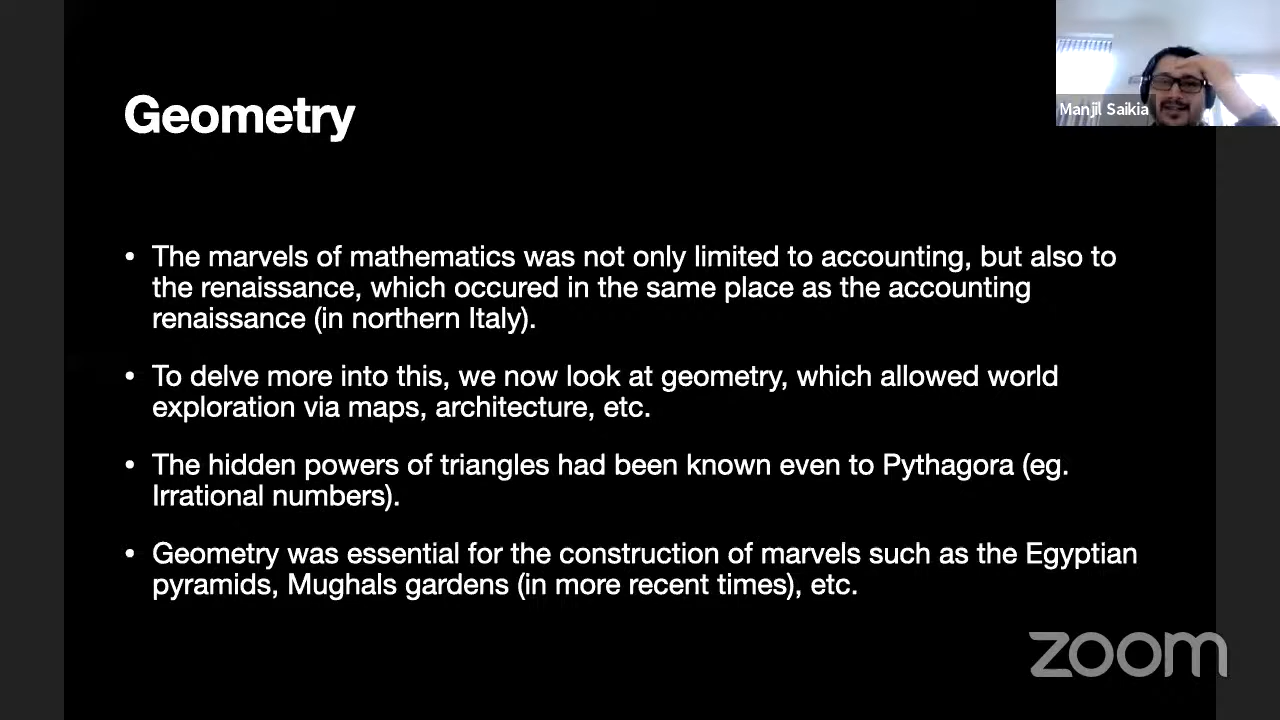 Geometry
Manjil Saikia
• The marvels of mathematics was not only limited to accounting, but also to
the renaissance, which occured in the same place as the accounting
renaissance (in northern Italy).
• To delve more into this, we now look at geometry, which allowed world
exploration via maps, architecture, etc.
• The hidden powers of triangles had been known even to Pythagora (eg.
Irrational numbers).
• Geometry was essential for the construction of marvels such as the Egyptian
pyramids, Mughals gardens (in more recent times), etc.
zoom